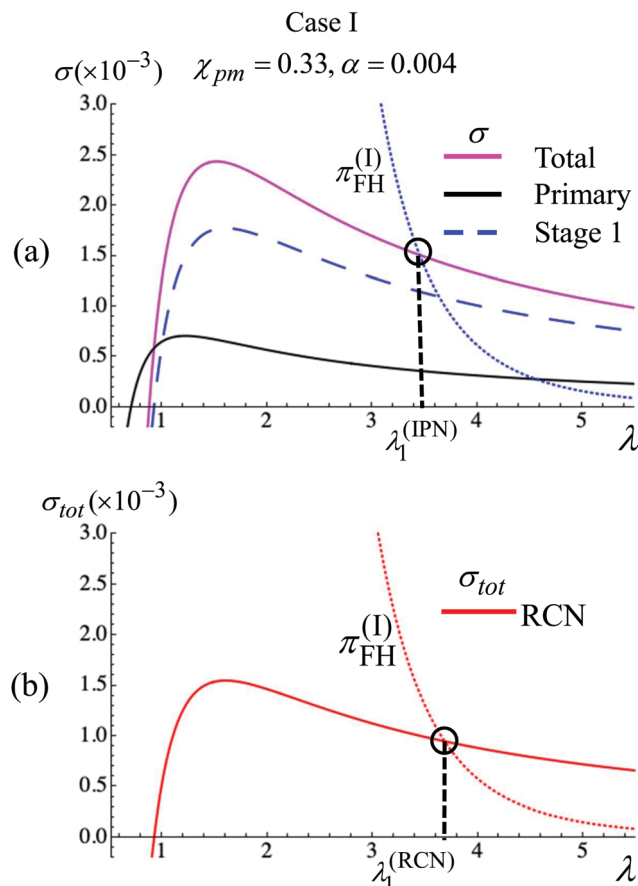 Case I
χ_pm = 0.33, α = 0.004
σ(×10⁻³)
3.0
2.5
2.0
1.5
1.0
0.5
0.0
π_FH^(I)
σ
Total
Primary
Stage 1
(a)
1 2 3 4 5
λ₁^(IPN)
λ
σ_tot(×10⁻³)
3.0
2.5
2.0
1.5
1.0
0.5
0.0
π_FH^(I)
σ_tot
RCN
(b)
1 2 3 4 5
λ₁^(RCN)
λ